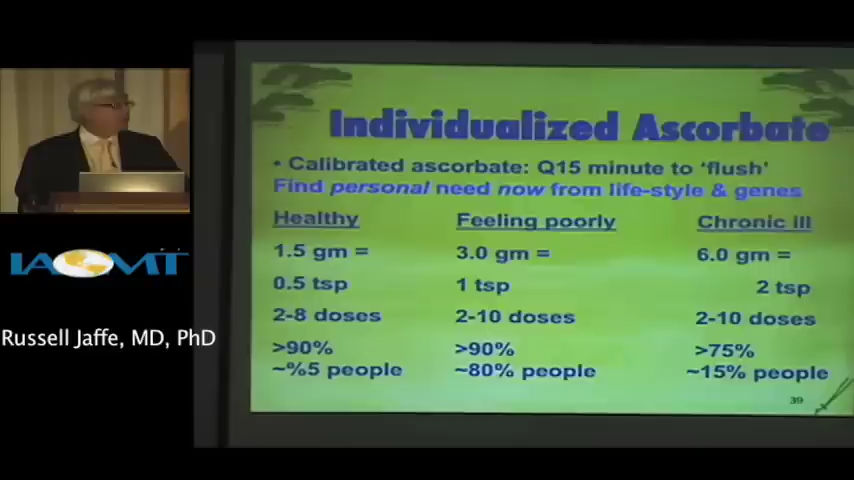 Individualized Ascorbate
• Calibrated ascorbate: Q15 minute to ‘flush’
Find personal need now from life-style & genes
Healthy Feeling poorly Chronic ill
1.5 gm = 3.0 gm = 6.0 gm =
0.5 tsp 1 tsp 2 tsp
2-8 doses 2-10 doses 2-10 doses
>90% >90% >75%
~%5 people ~80% people ~15% people
39
IAOMT
Russell Jaffe, MD, PhD